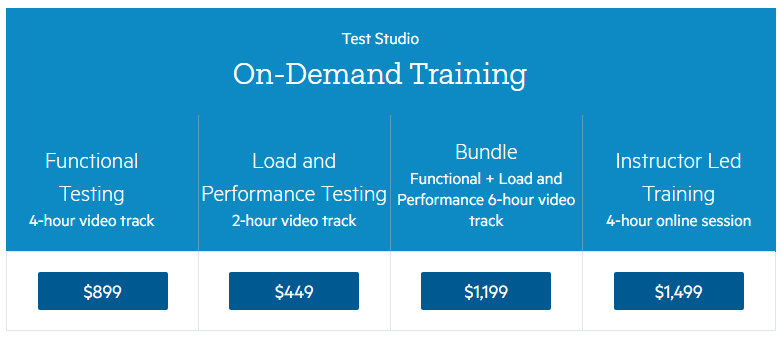 Test Studio
On-Demand Training
Functional
Testing
4-hour video track
Load and
Performance Testing
2-hour video track
Bundle
Functional + Load and
Performance 6-hour video
track
Instructor Led
Training
4-hour online session
$899
$449
$1,199
$1,499